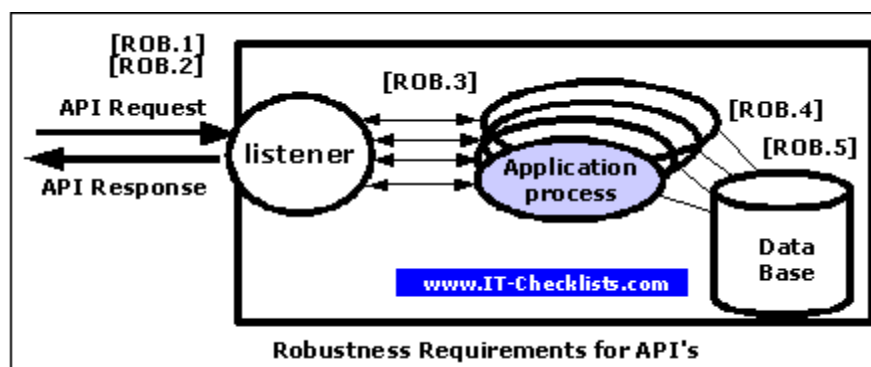 [ROB.1]
[ROB.2]
API Request
API Response
listener
[ROB.3]
Application
process
[ROB.4]
[ROB.5]
Data
Base
www.IT-Checklists.com
Robustness Requirements for API's